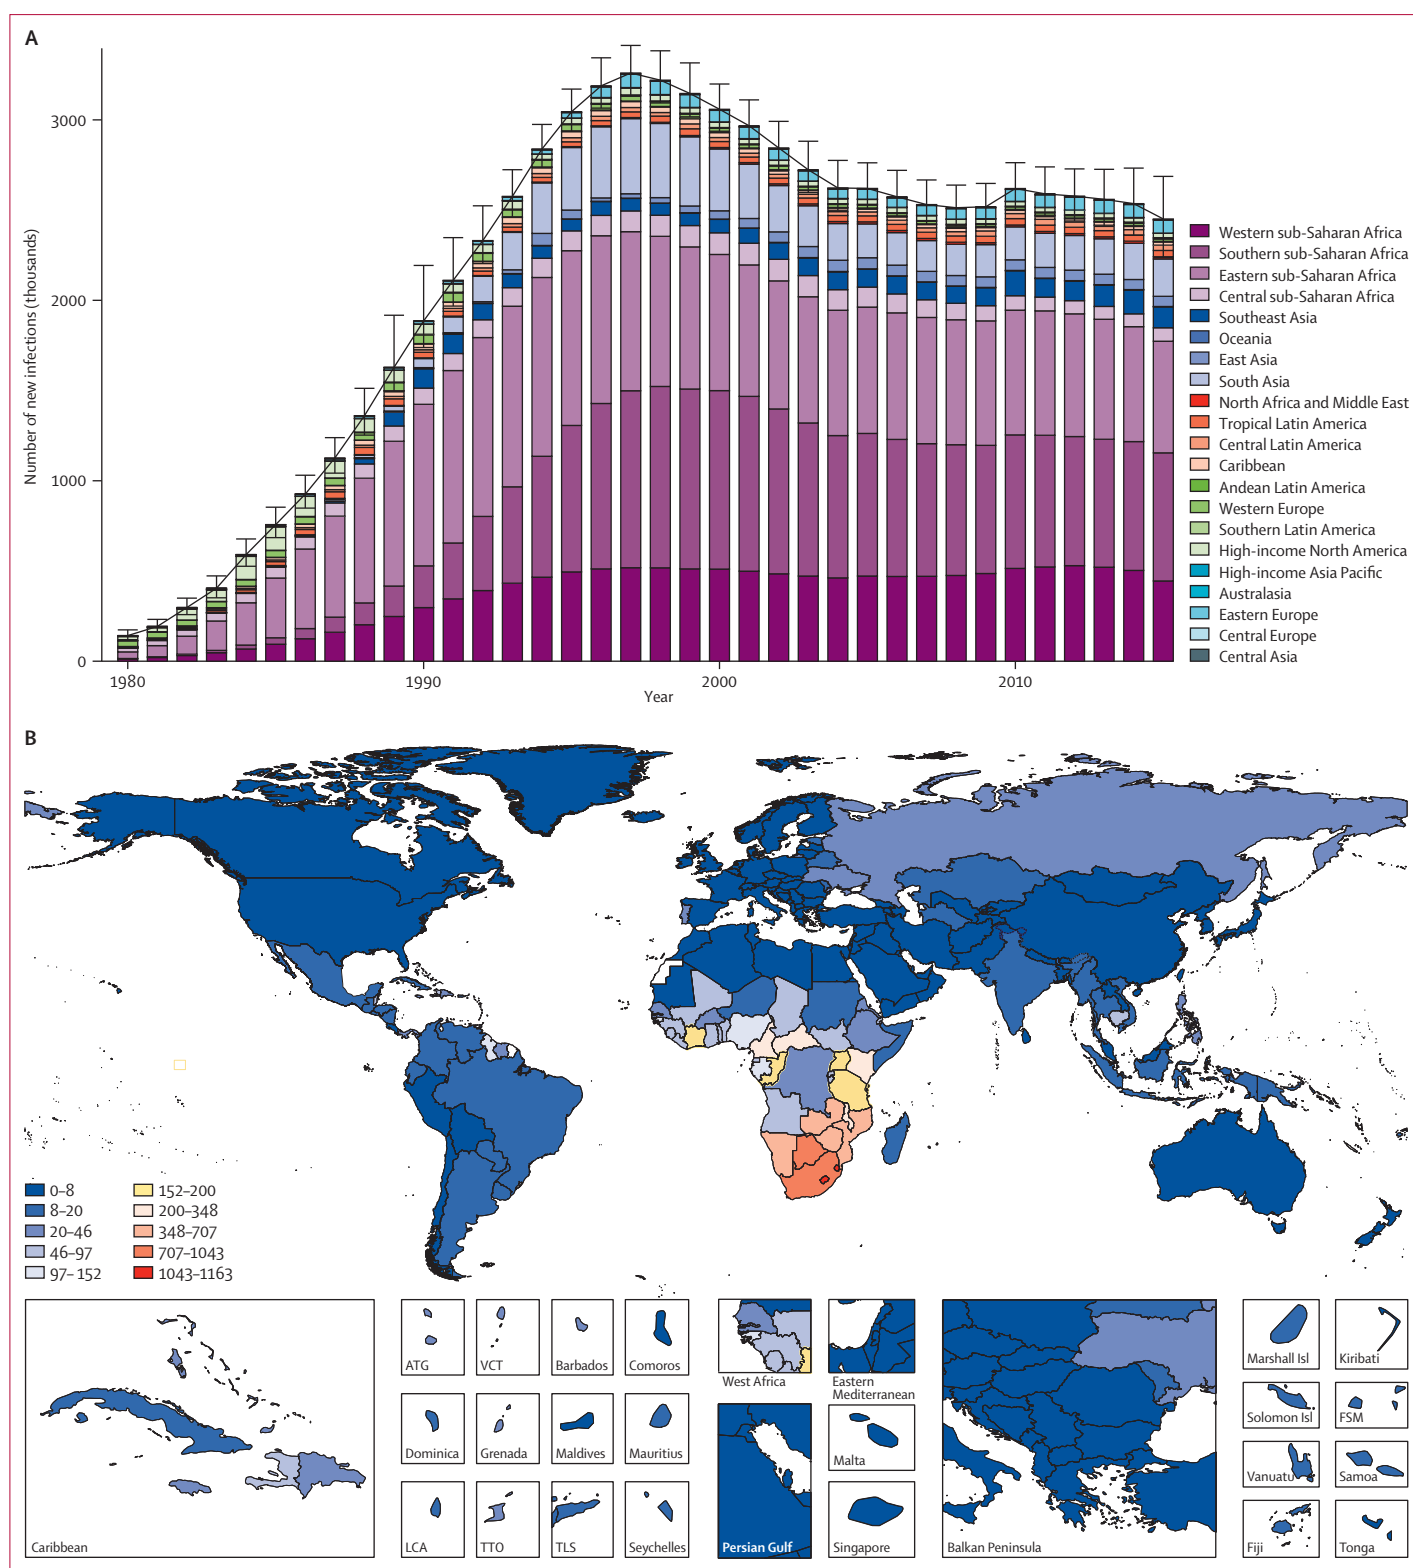 A
Number of new infections (thousands)
3000
2000
1000
0
1980
1990
2000
2010
Year
Western sub-Saharan Africa
Southern sub-Saharan Africa
Eastern sub-Saharan Africa
Central sub-Saharan Africa
Southeast Asia
Oceania
East Asia
South Asia
North Africa and Middle East
Tropical Latin America
Central Latin America
Caribbean
Andean Latin America
Western Europe
Southern Latin America
High-income North America
High-income Asia Pacific
Australasia
Eastern Europe
Central Europe
Central Asia
B
0–8
8–20
20–46
46–97
97–152
152–200
200–348
348–707
707–1043
1043–1163
Caribbean
ATG
VCT
Barbados
Comoros
Dominica
Grenada
Maldives
Mauritius
LCA
TTO
TLS
Seychelles
West Africa
Eastern
Mediterranean
Persian Gulf
Malta
Singapore
Balkan Peninsula
Marshall Isl
Kiribati
Solomon Isl
FSM
Vanuatu
Samoa
Fiji
Tonga